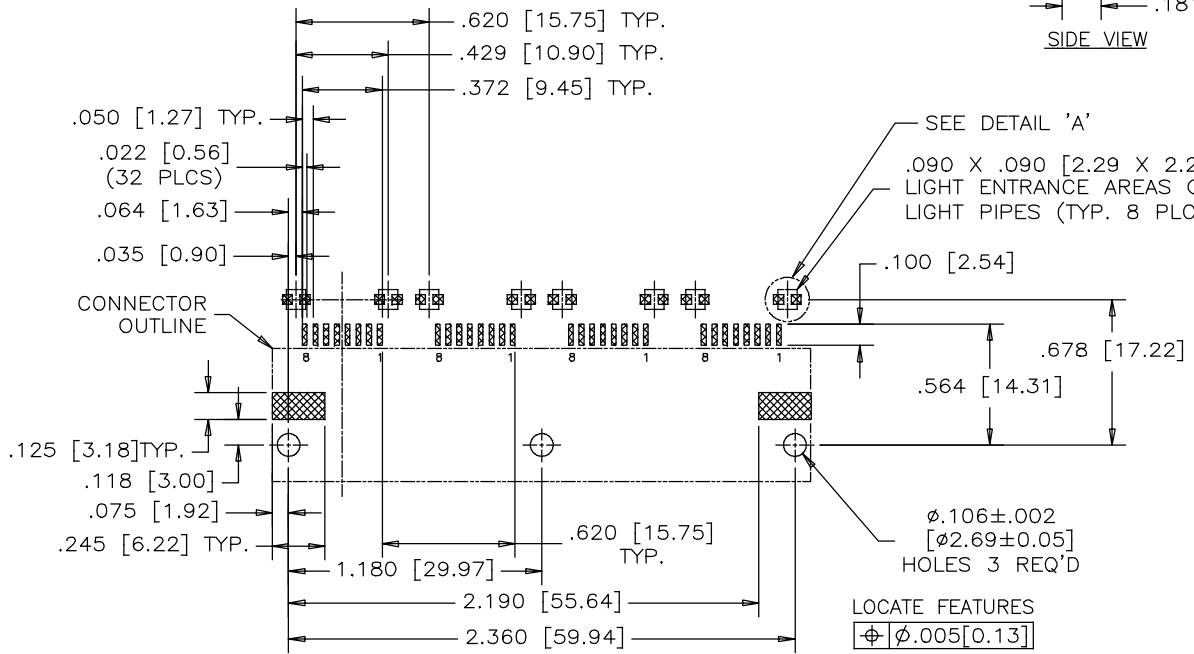 .620 [15.75] TYP.
.429 [10.90] TYP.
.372 [9.45] TYP.
.050 [1.27] TYP.
.022 [0.56]
(32 PLCS)
.064 [1.63]
.035 [0.90]
CONNECTOR
OUTLINE
SIDE VIEW
SEE DETAIL 'A'
.090 X .090 [2.29 X
LIGHT ENTRANCE AREAS
LIGHT PIPES (TYP. 8
.100 [2.54]
8 1 8 1 8 1 8 1
.678 [17.22]
.564 [14.31]
.125 [3.18]TYP.
.118 [3.00]
.075 [1.92]
.245 [6.22] TYP.
.620 [15.75]
TYP.
1.180 [29.97]
2.190 [55.64]
2.360 [59.94]
ø.106±.002
[ø2.69±0.05]
HOLES 3 REQ'D
LOCATE FEATURES
⌖ ø.005[0.13]